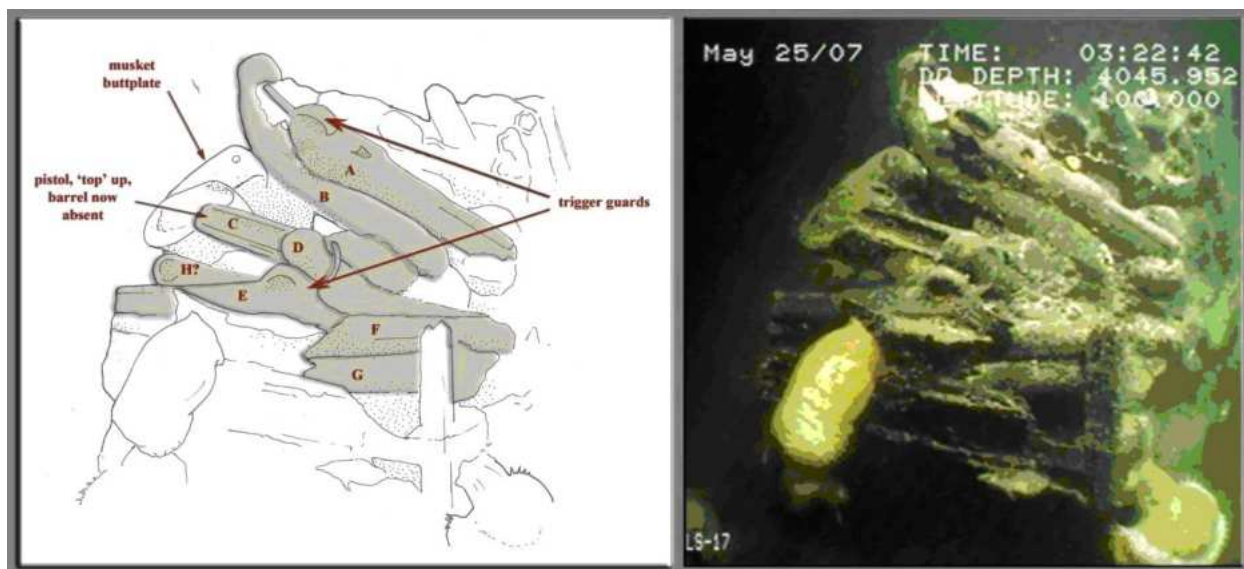 musket
buttplate
pistol, ‘top’ up,
barrel now
absent
A
B
C
D
H?
E
F
G
trigger guards
May 25/07 TIME: 03:22:42
DEPTH: 4045.952
LS-17